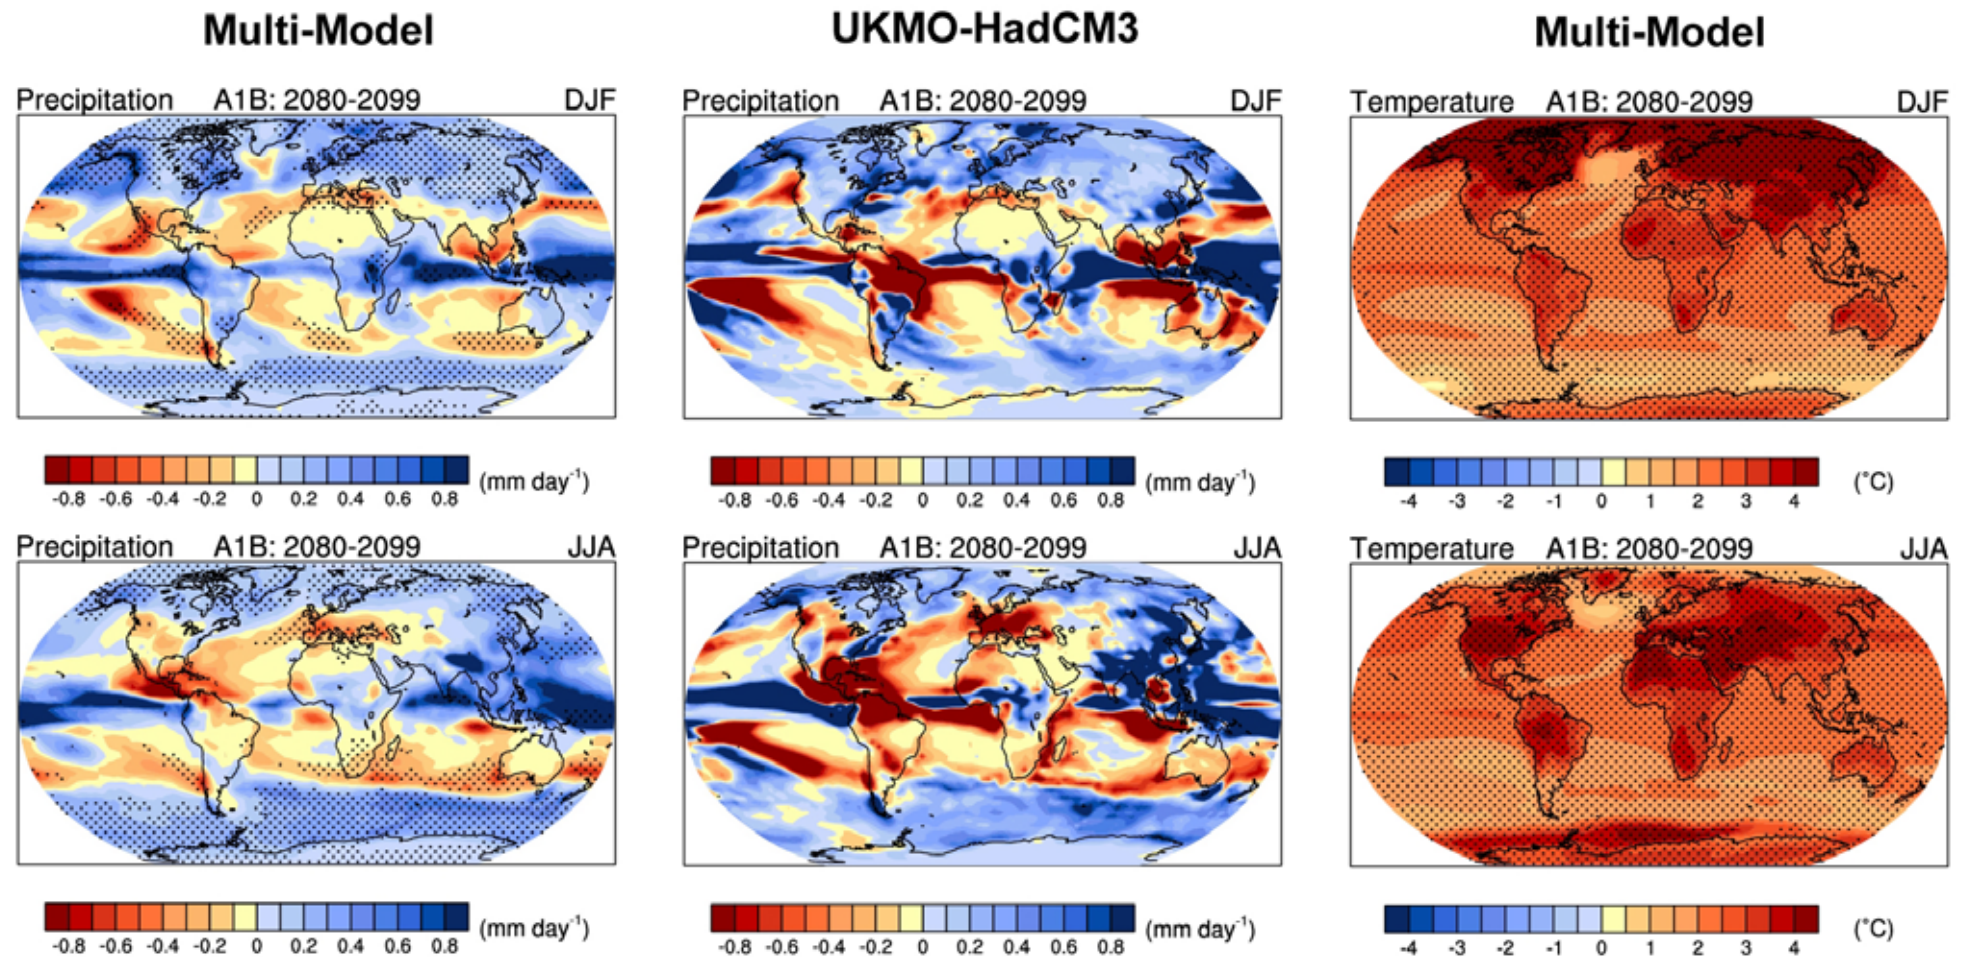 Multi-Model
UKMO-HadCM3
Multi-Model
Precipitation A1B: 2080-2099 DJF
Precipitation A1B: 2080-2099 DJF
Temperature A1B: 2080-2099 DJF
-0.8 -0.6 -0.4 -0.2 0 0.2 0.4 0.6 0.8 (mm day⁻¹)
-0.8 -0.6 -0.4 -0.2 0 0.2 0.4 0.6 0.8 (mm day⁻¹)
-4 -3 -2 -1 0 1 2 3 4 (°C)
Precipitation A1B: 2080-2099 JJA
Precipitation A1B: 2080-2099 JJA
Temperature A1B: 2080-2099 JJA
-0.8 -0.6 -0.4 -0.2 0 0.2 0.4 0.6 0.8 (mm day⁻¹)
-0.8 -0.6 -0.4 -0.2 0 0.2 0.4 0.6 0.8 (mm day⁻¹)
-4 -3 -2 -1 0 1 2 3 4 (°C)